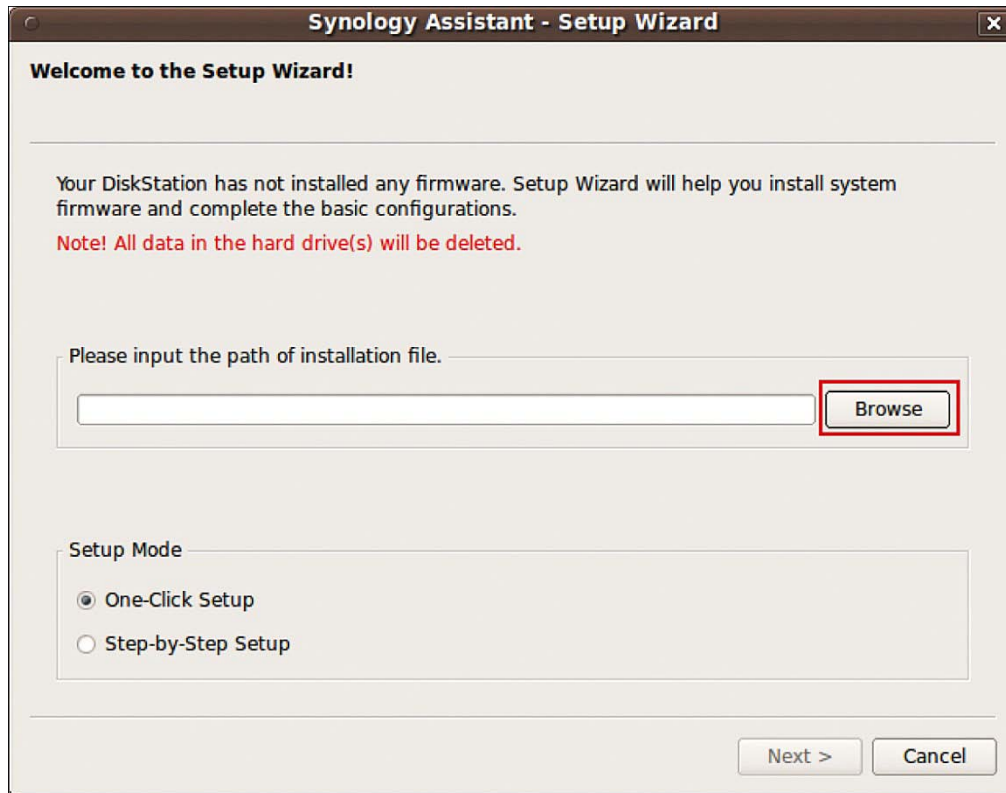 Synology Assistant - Setup Wizard
Welcome to the Setup Wizard!
Your DiskStation has not installed any firmware. Setup Wizard will help you install system
firmware and complete the basic configurations.
Note! All data in the hard drive(s) will be deleted.
Please input the path of installation file.
Browse
Setup Mode
One-Click Setup
Step-by-Step Setup
Next > Cancel